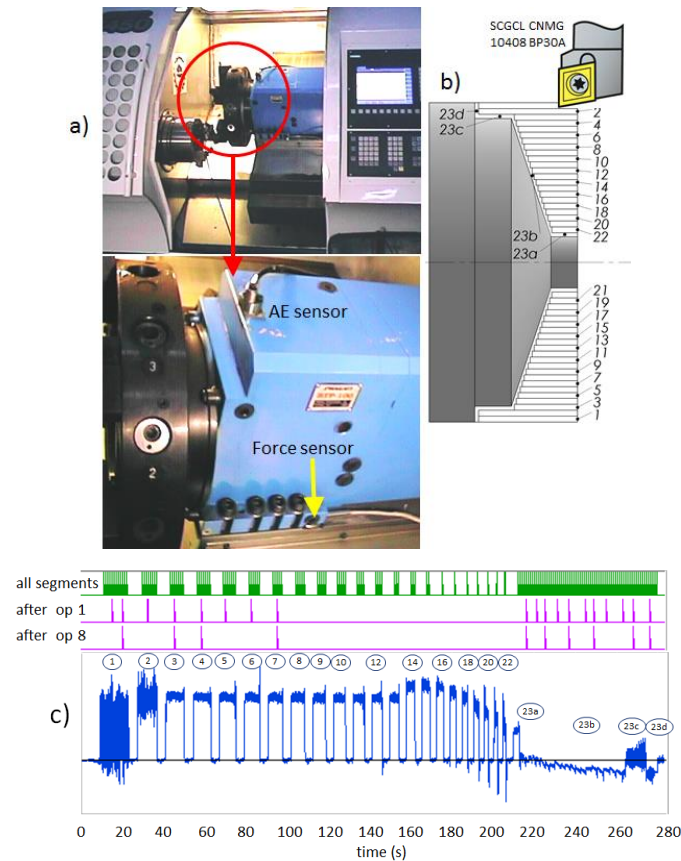 a)
AE sensor
3
Force sensor
2
SCGCL CNMG
10408 BP30A
b)
23d
23c
2
4
6
8
10
12
14
16
18
20
22
23b
23a
21
19
17
15
13
11
9
7
5
3
1
all segments
after op 1
after op 8
1 2 3 4 5 6 7 8 9 10 12 14 16 18 20 22
23a 23b 23c 23d
c)
0 20 40 60 80 100 120 140 160 180 200 220 240 260 280
time (s)